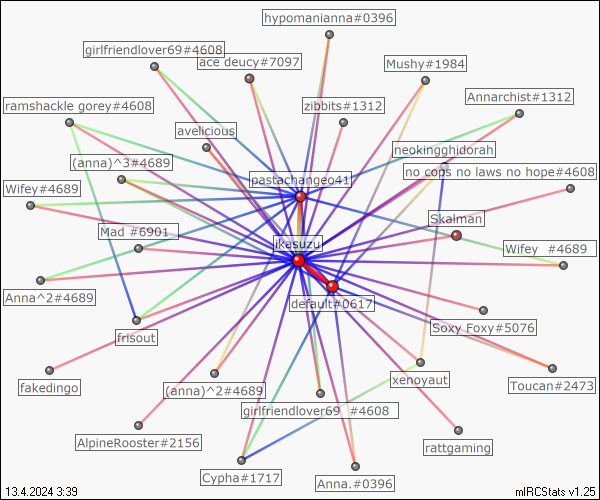 hypomanianna#0396
girlfriendlover69#4608
ace deucy#7097
Mushy#1984
ramshackle gorey#4608
zibbits#1312
Annarchist#1312
avelicious
neokingghidorah
(anna)^3#4689
no cops no laws no hope#4608
pastachangeo41
Wifey#4689
Skalman
Mad #6901
ikasuzu
Wifey  #4689
Anna^2#4689
default#0617
frisout
Soxy Foxy#5076
fakedingo
(anna)^2#4689
xenoyaut
Toucan#2473
girlfriendlover69  #4608
AlpineRooster#2156
rattgaming
Cypha#1717
Anna.#0396
13.4.2024 3:39
mIRCStats v1.25